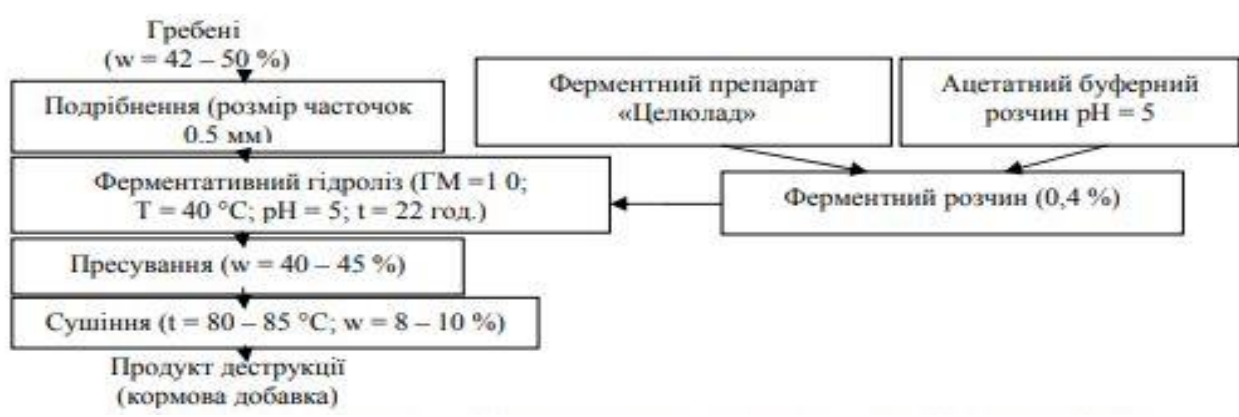 Гребені
(w = 42 – 50 %)
Подрібнення (розмір часточок
0.5 мм)
Ферментний препарат
«Целюлад»
Ацетатний буферний
розчин pH = 5
Ферментативний гідроліз (ГМ =1 0;
T = 40 °C; pH = 5; t = 22 год.)
Ферментний розчин (0,4 %)
Пресування (w = 40 – 45 %)
Сушіння (t = 80 – 85 °C; w = 8 – 10 %)
Продукт деструкції
(кормова добавка)